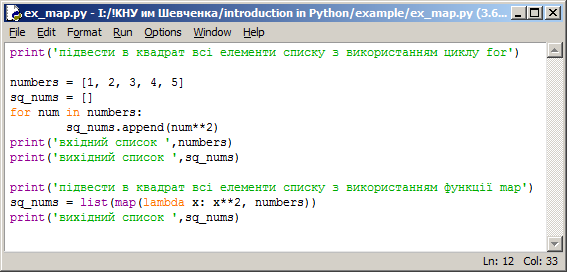 ex_map.py - I:/!КНУ им Шевченка/introduction in Python/example/ex_map.py (3.6...
File Edit Format Run Options Window Help
print('підвести в квадрат всі елементи списку з використанням циклу for')
numbers = [1, 2, 3, 4, 5]
sq_nums = []
for num in numbers:
        sq_nums.append(num**2)
print('вхідний список ',numbers)
print('вихідний список ',sq_nums)
print('підвести в квадрат всі елементи списку з використанням функції map')
sq_nums = list(map(lambda x: x**2, numbers))
print('вихідний список ',sq_nums)
Ln: 12 Col: 33